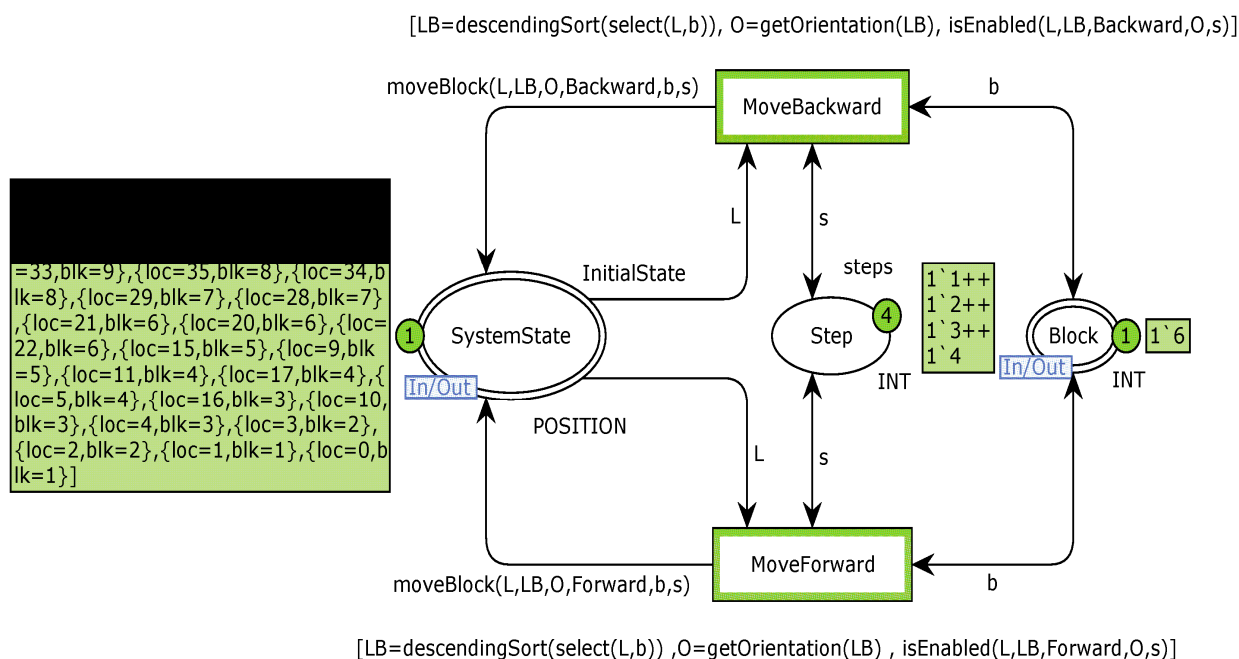 [LB=descendingSort(select(L,b)), O=getOrientation(LB), isEnabled(L,LB,Backward,O,s)]
moveBlock(L,LB,O,Backward,b,s)
MoveBackward
b
L
s
InitialState
steps
=33,blk=9},{loc=35,blk=8},{loc=34,b
lk=8},{loc=29,blk=7},{loc=28,blk=7}
,{loc=21,blk=6},{loc=20,blk=6},{loc=
22,blk=6},{loc=15,blk=5},{loc=9,blk
=5},{loc=11,blk=4},{loc=17,blk=4},{
loc=5,blk=4},{loc=16,blk=3},{loc=10,
blk=3},{loc=4,blk=3},{loc=3,blk=2},
{loc=2,blk=2},{loc=1,blk=1},{loc=0,b
lk=1}]
1
SystemState
In/Out
POSITION
Step
4
INT
1`1++
1`2++
1`3++
1`4
Block
1
1`6
In/Out
INT
L
s
MoveForward
moveBlock(L,LB,O,Forward,b,s)
b
[LB=descendingSort(select(L,b)) ,O=getOrientation(LB) , isEnabled(L,LB,Forward,O,s)]